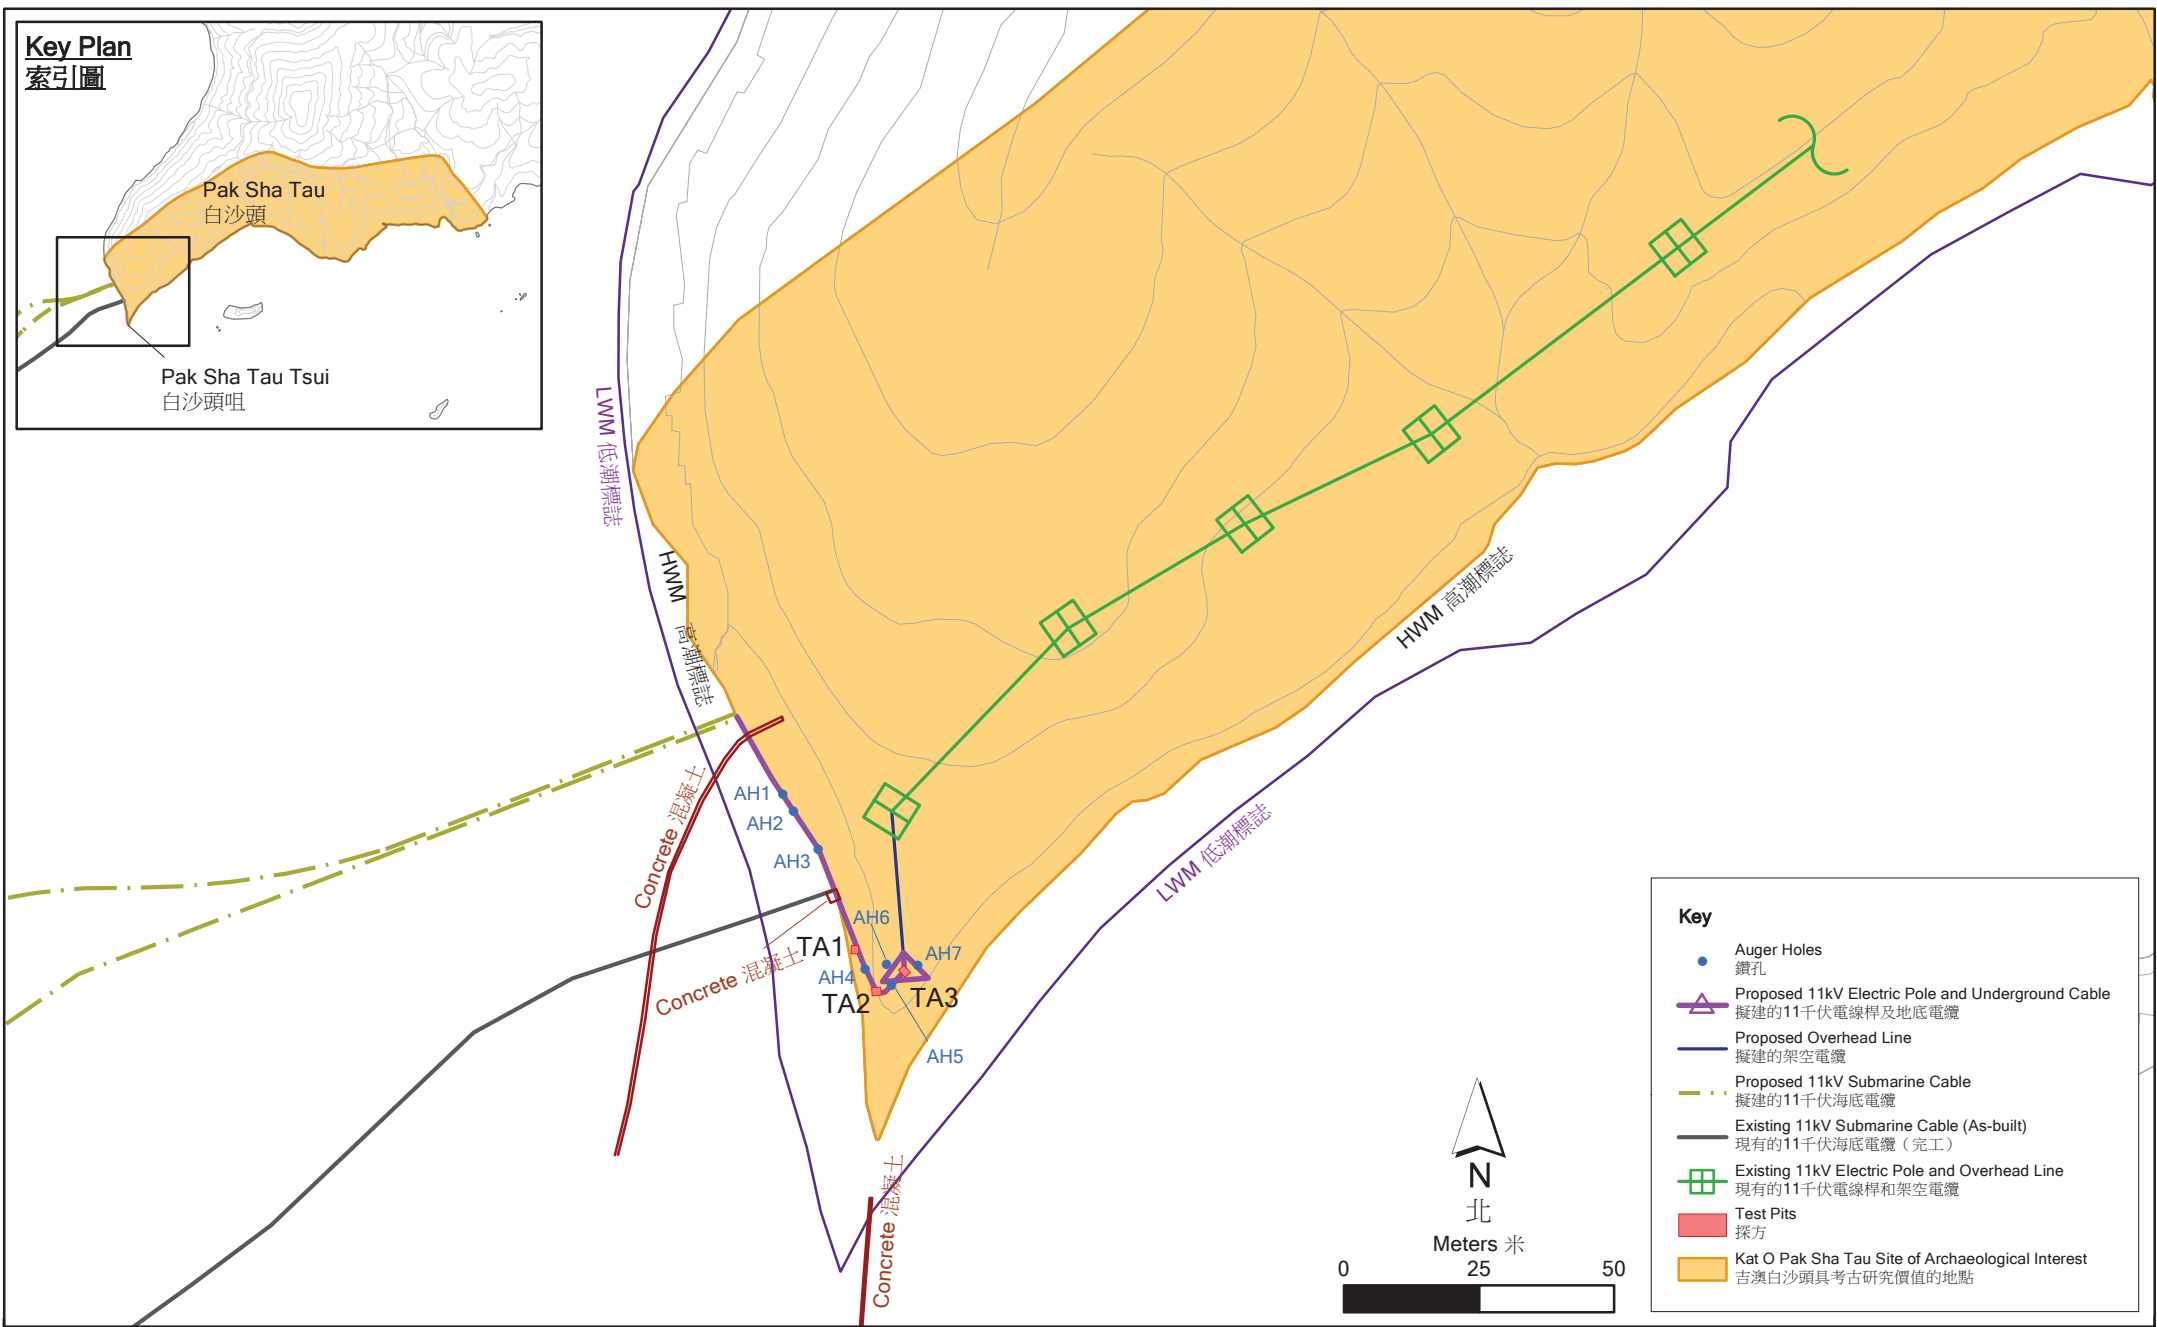 Key Plan
索引圖
Pak Sha Tau
白沙頭
Pak Sha Tau Tsui
白沙頭咀
LWM 低潮標誌
HWM 高潮標誌
HWM 高潮標誌
LWM 低潮標誌
Concrete 混凝土
Concrete 混凝土
Concrete 混凝土
AH1
AH2
AH3
AH6
TA1
AH7
AH4
TA2
TA3
AH5
N
北
Meters 米
0 25 50
Key
Auger Holes
鑽孔
Proposed 11kV Electric Pole and Underground Cable
擬建的11千伏電線桿及地底電纜
Proposed Overhead Line
擬建的架空電纜
Proposed 11kV Submarine Cable
擬建的11千伏海底電纜
Existing 11kV Submarine Cable (As-built)
現有的11千伏海底電纜（完工）
Existing 11kV Electric Pole and Overhead Line
現有的11千伏電線桿和架空電纜
Test Pits
探方
Kat O Pak Sha Tau Site of Archaeological Interest
吉澳白沙頭具考古研究價值的地點